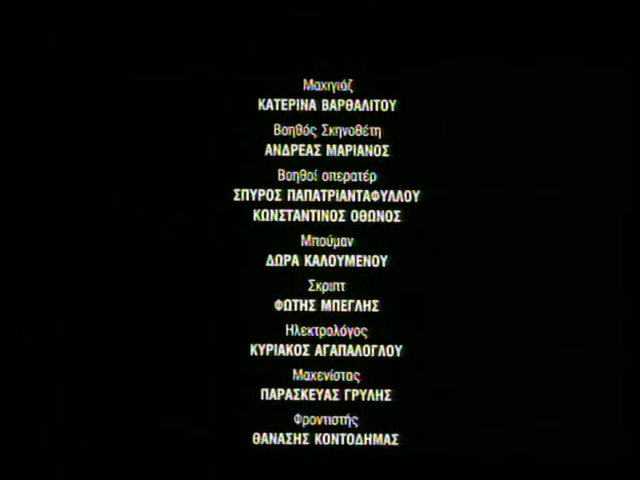 Μακιγιάζ
ΚΑΤΕΡΙΝΑ ΒΑΡΘΑΛΙΤΟΥ
Βοηθός Σκηνοθέτη
ΑΝΔΡΕΑΣ ΜΑΡΙΑΝΟΣ
Βοηθοί οπερατέρ
ΣΠΥΡΟΣ ΠΑΠΑΤΡΙΑΝΤΑΦΥΛΛΟΥ
ΚΩΝΣΤΑΝΤΙΝΟΣ ΟΘΩΝΟΣ
Μπούμαν
ΔΩΡΑ ΚΑΛΟΥΜΕΝΟΥ
Σκριπτ
ΦΩΤΗΣ ΜΠΕΓΛΗΣ
Ηλεκτρολόγος
ΚΥΡΙΑΚΟΣ ΑΓΑΠΑΛΟΓΛΟΥ
Μακενίστας
ΠΑΡΑΣΚΕΥΑΣ ΓΡΥΛΗΣ
Φροντιστής
ΘΑΝΑΣΗΣ ΚΟΝΤΟΔΗΜΑΣ